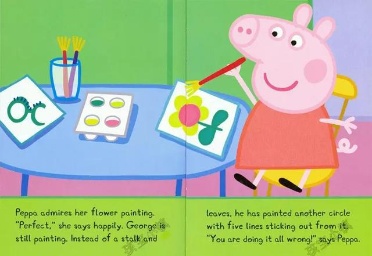 Peppa admires her flower painting.
"Perfect," she says happily. George is
still painting. Instead of a stalk and
leaves, he has painted another circle
with five lines sticking out from it.
"You are doing it all wrong!" says Peppa.